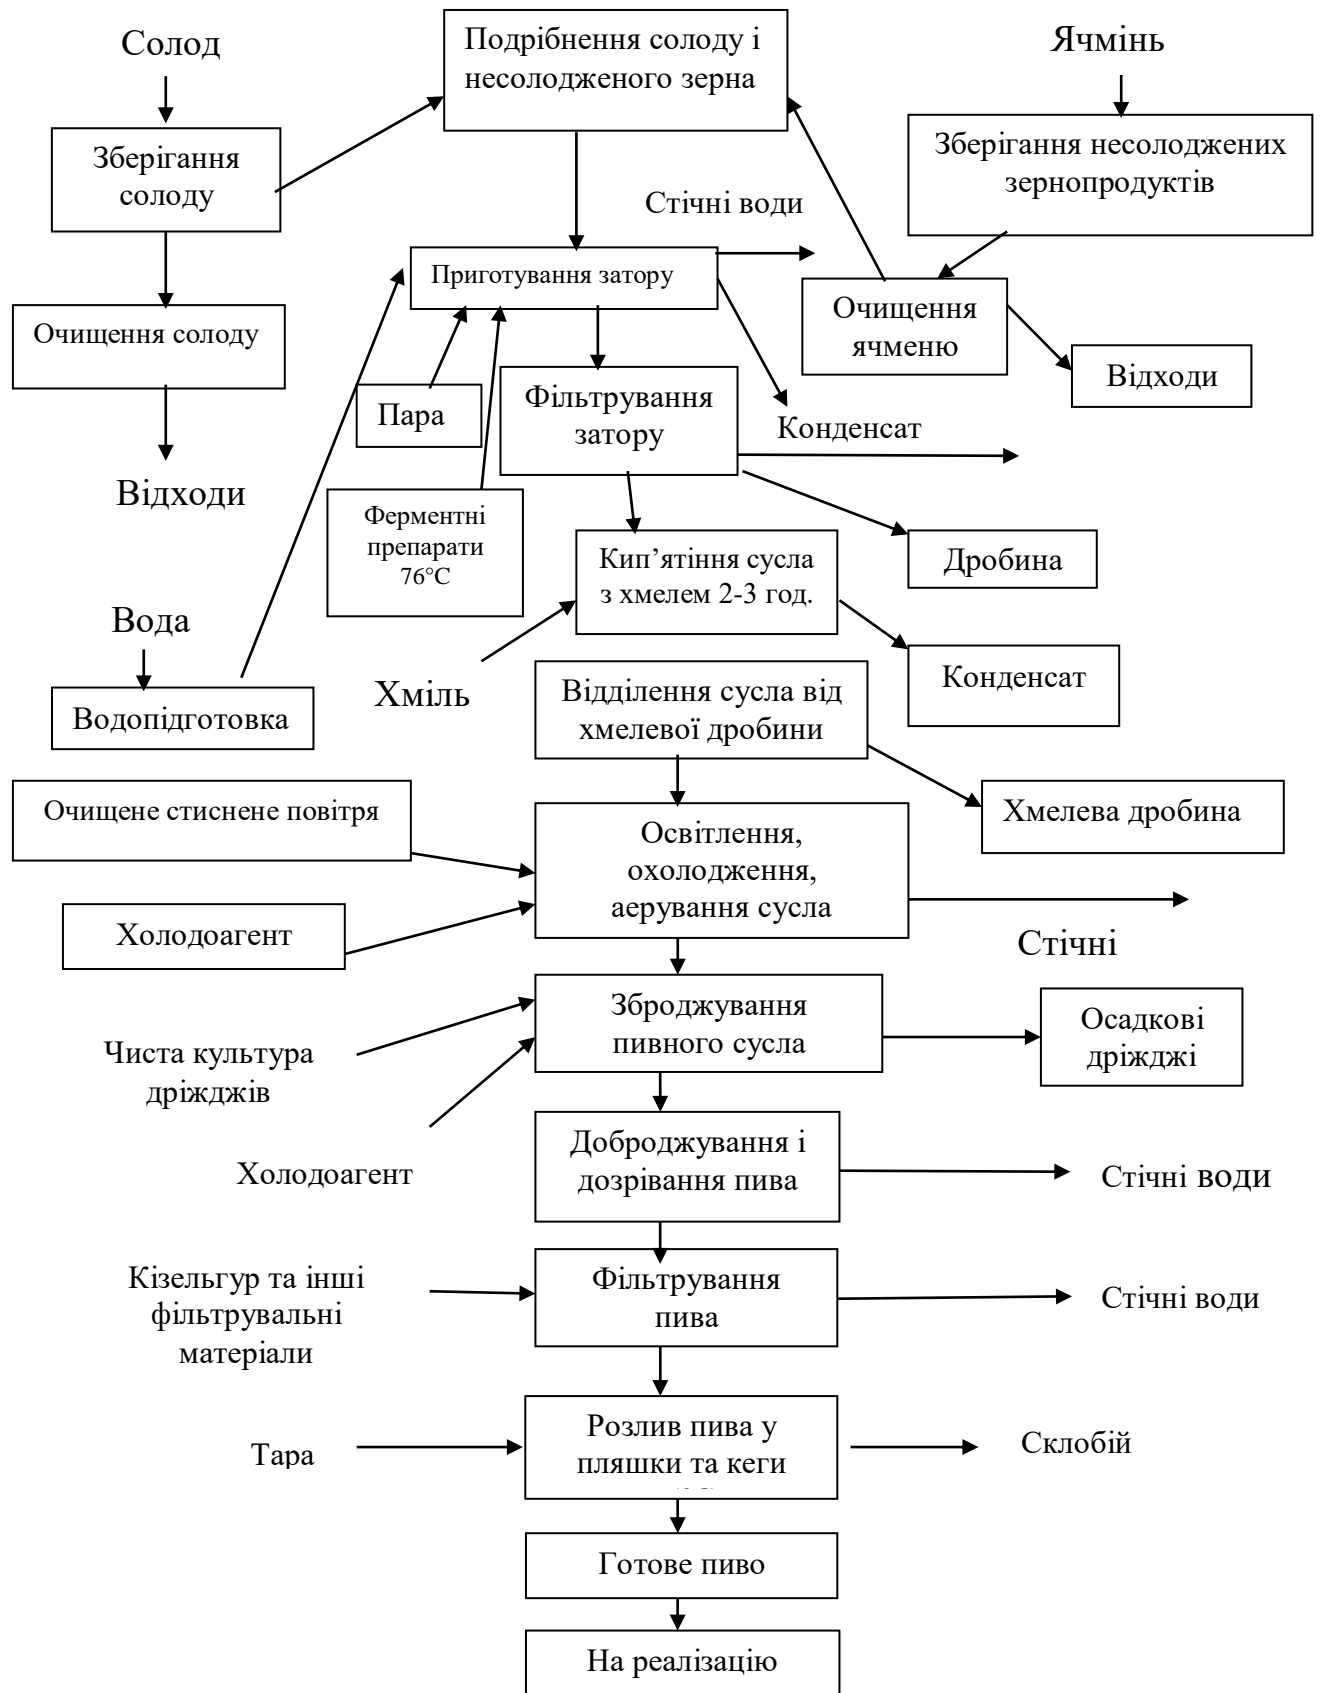 Солод
Подрібнення солоду і
несолодженого зерна
Ячмінь
Зберігання
солоду
Зберігання несолоджених
зернопродуктів
Стічні води
Приготування затору
Очищення солоду
Очищення
ячменю
Відходи
Пара
Фільтрування
затору
Конденсат
Відходи
Ферментні
препарати
76°С
Кип’ятіння сусла
з хмелем 2-3 год.
Дробина
Вода
Водопідготовка
Хміль
Конденсат
Відділення сусла від
хмелевої дробини
Очищене стиснене повітря
Хмелева дробина
Освітлення,
охолодження,
аерування сусла
Холодоагент
Стічні
Зброджування
пивного сусла
Осадкові
дріжджі
Чиста культура
дріжджів
Холодоагент
Доброджування і
дозрівання пива
Стічні води
Кізельгур та інші
фільтрувальні
матеріали
Фільтрування
пива
Стічні води
Тара
Розлив пива у
пляшки та кеги
Склобій
Готове пиво
На реалізацію